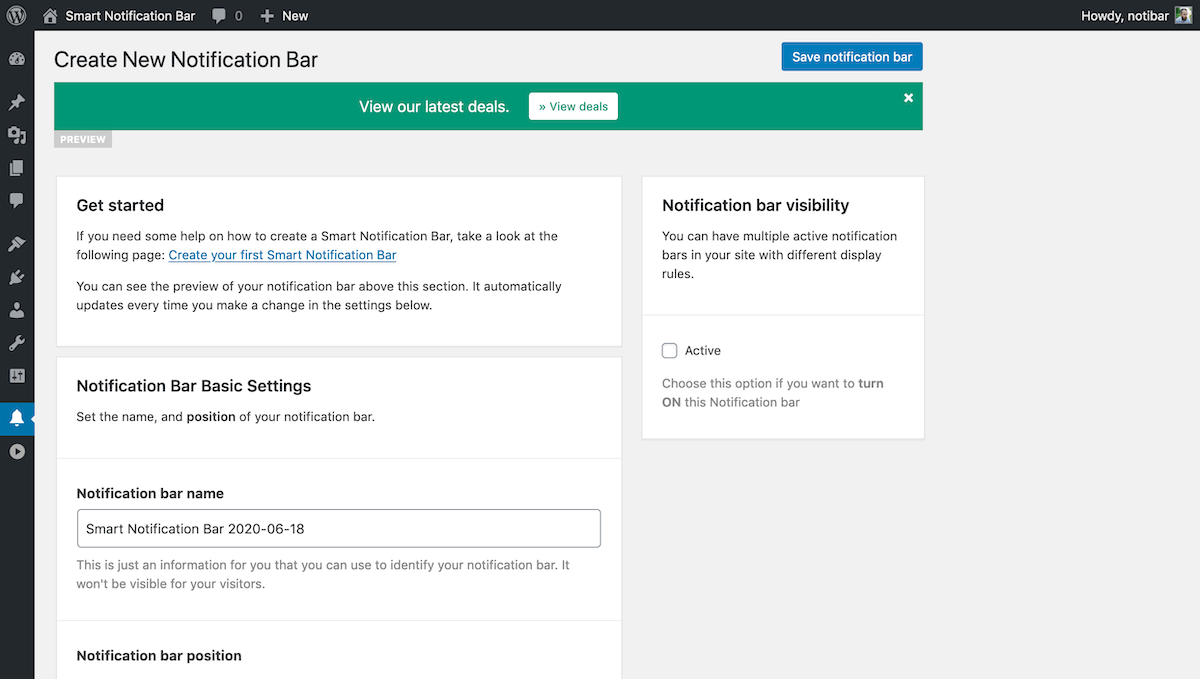 Smart Notification Bar 0 New Howdy, notibar
Create New Notification Bar
Save notification bar
View our latest deals. » View deals
PREVIEW
Get started
If you need some help on how to create a Smart Notification Bar, take a look at the
following page: Create your first Smart Notification Bar
You can see the preview of your notification bar above this section. It automatically
updates every time you make a change in the settings below.
Notification bar visibility
You can have multiple active notification
bars in your site with different display
rules.
Active
Choose this option if you want to turn
ON this Notification bar
Notification Bar Basic Settings
Set the name, and position of your notification bar.
Notification bar name
Smart Notification Bar 2020-06-18
This is just an information for you that you can use to identify your notification bar. It
won't be visible for your visitors.
Notification bar position